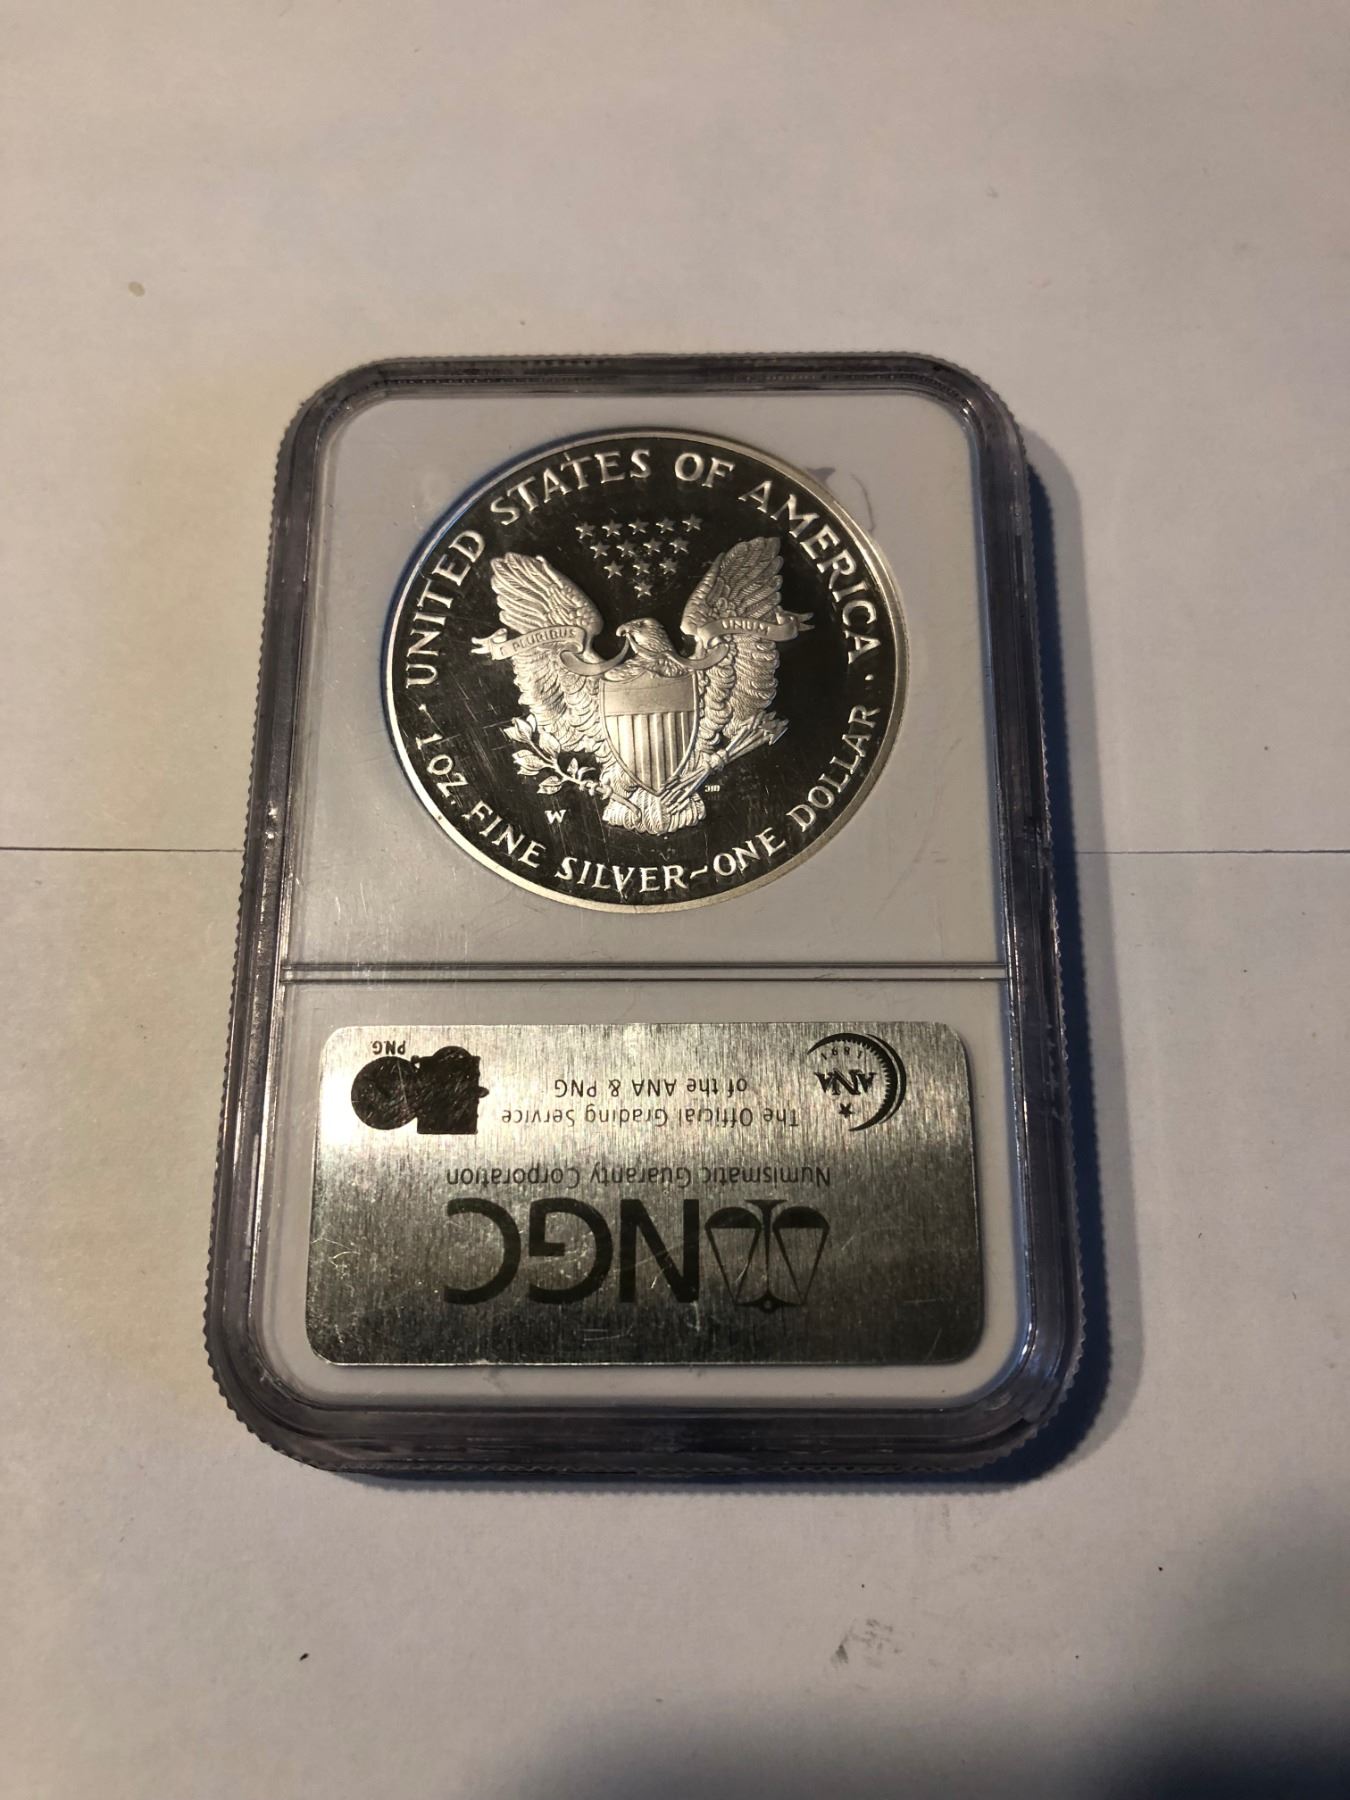 UNITED STATES OF AMERICA
PLURIBUS UNUM
W
1 OZ. FINE SILVER~ONE DOLLAR
NGC
Numismatic Guaranty Corporation
The Official Grading Service
of the ANA & PNG
ANA
1891
PNG